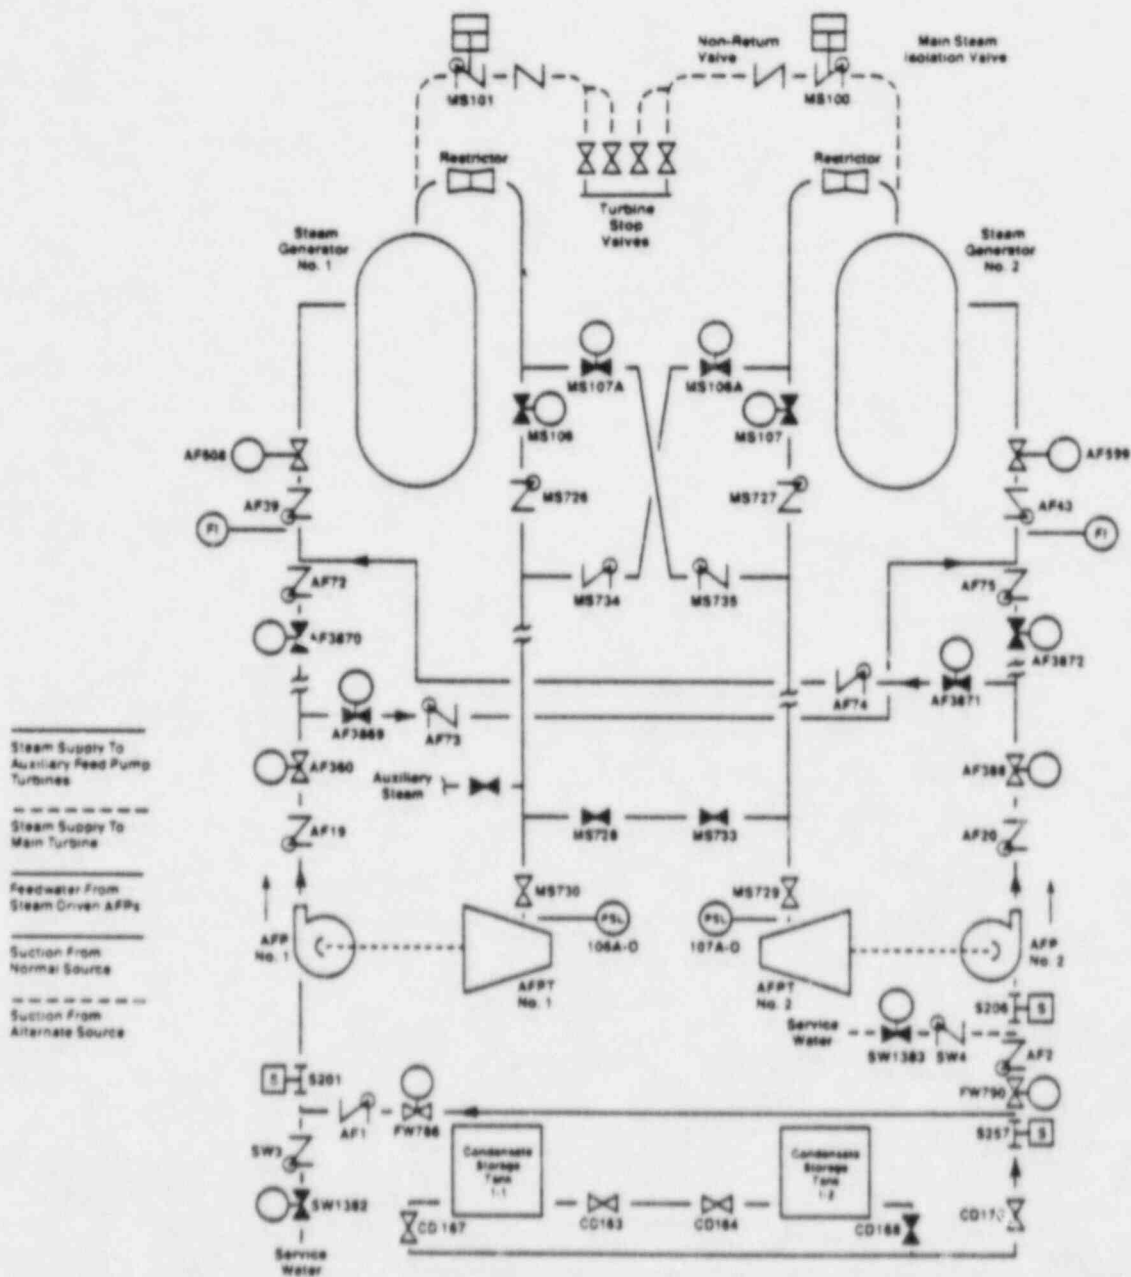 Non-Return
Valve
Main Steam
Isolation Valve
MS101
MS100
Restrictor
Restrictor
Turbine
Stop
Valves
Steam
Generator
No. 1
Steam
Generator
No. 2
MS107A
MS106A
MS106
MS107
AF608
AF599
MS726
MS727
AF39
AF43
FI
FI
AF72
AF75
MS734
MS735
AF3870
AF3872
AF74
AF3871
AF3869
AF73
Steam Supply To
Auxiliary Feed Pump
Turbines
AF360
AF388
Auxiliary
Steam
Steam Supply To
Main Turbine
MS728
MS733
AF19
AF20
Feedwater From
Steam Driven AFPs
MS730
MS729
PSL
PSL
106A-D
107A-D
AFP
No. 1
AFP
No. 2
Suction From
Normal Source
AFPT
No. 1
AFPT
No. 2
S206
S
Suction From
Alternate Source
Service
Water
SW1383
SW4
AF2
S
S201
FW790
AF1
FW786
S257
S
SW3
Condensate
Storage
Tank
1-1
Condensate
Storage
Tank
1-2
SW1382
CD167
CD163
CD164
CD168
Service
Water